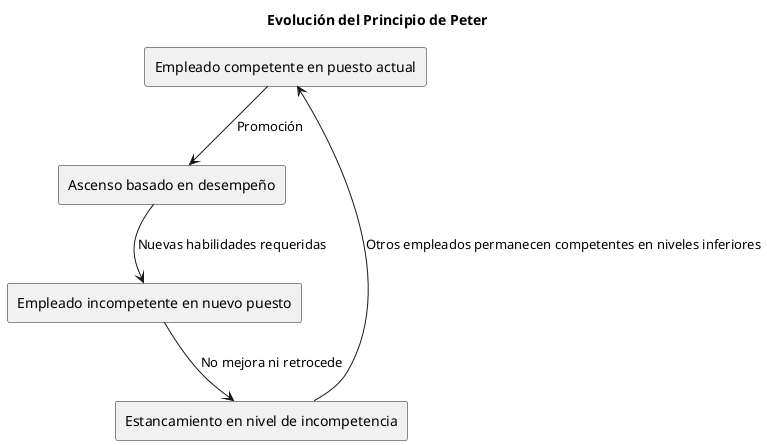 Evolución del Principio de Peter
Empleado competente en puesto actual
Promoción
Ascenso basado en desempeño
Nuevas habilidades requeridas
Otros empleados permanecen competentes en niveles inferiores
Empleado incompetente en nuevo puesto
No mejora ni retrocede
Estancamiento en nivel de incompetencia